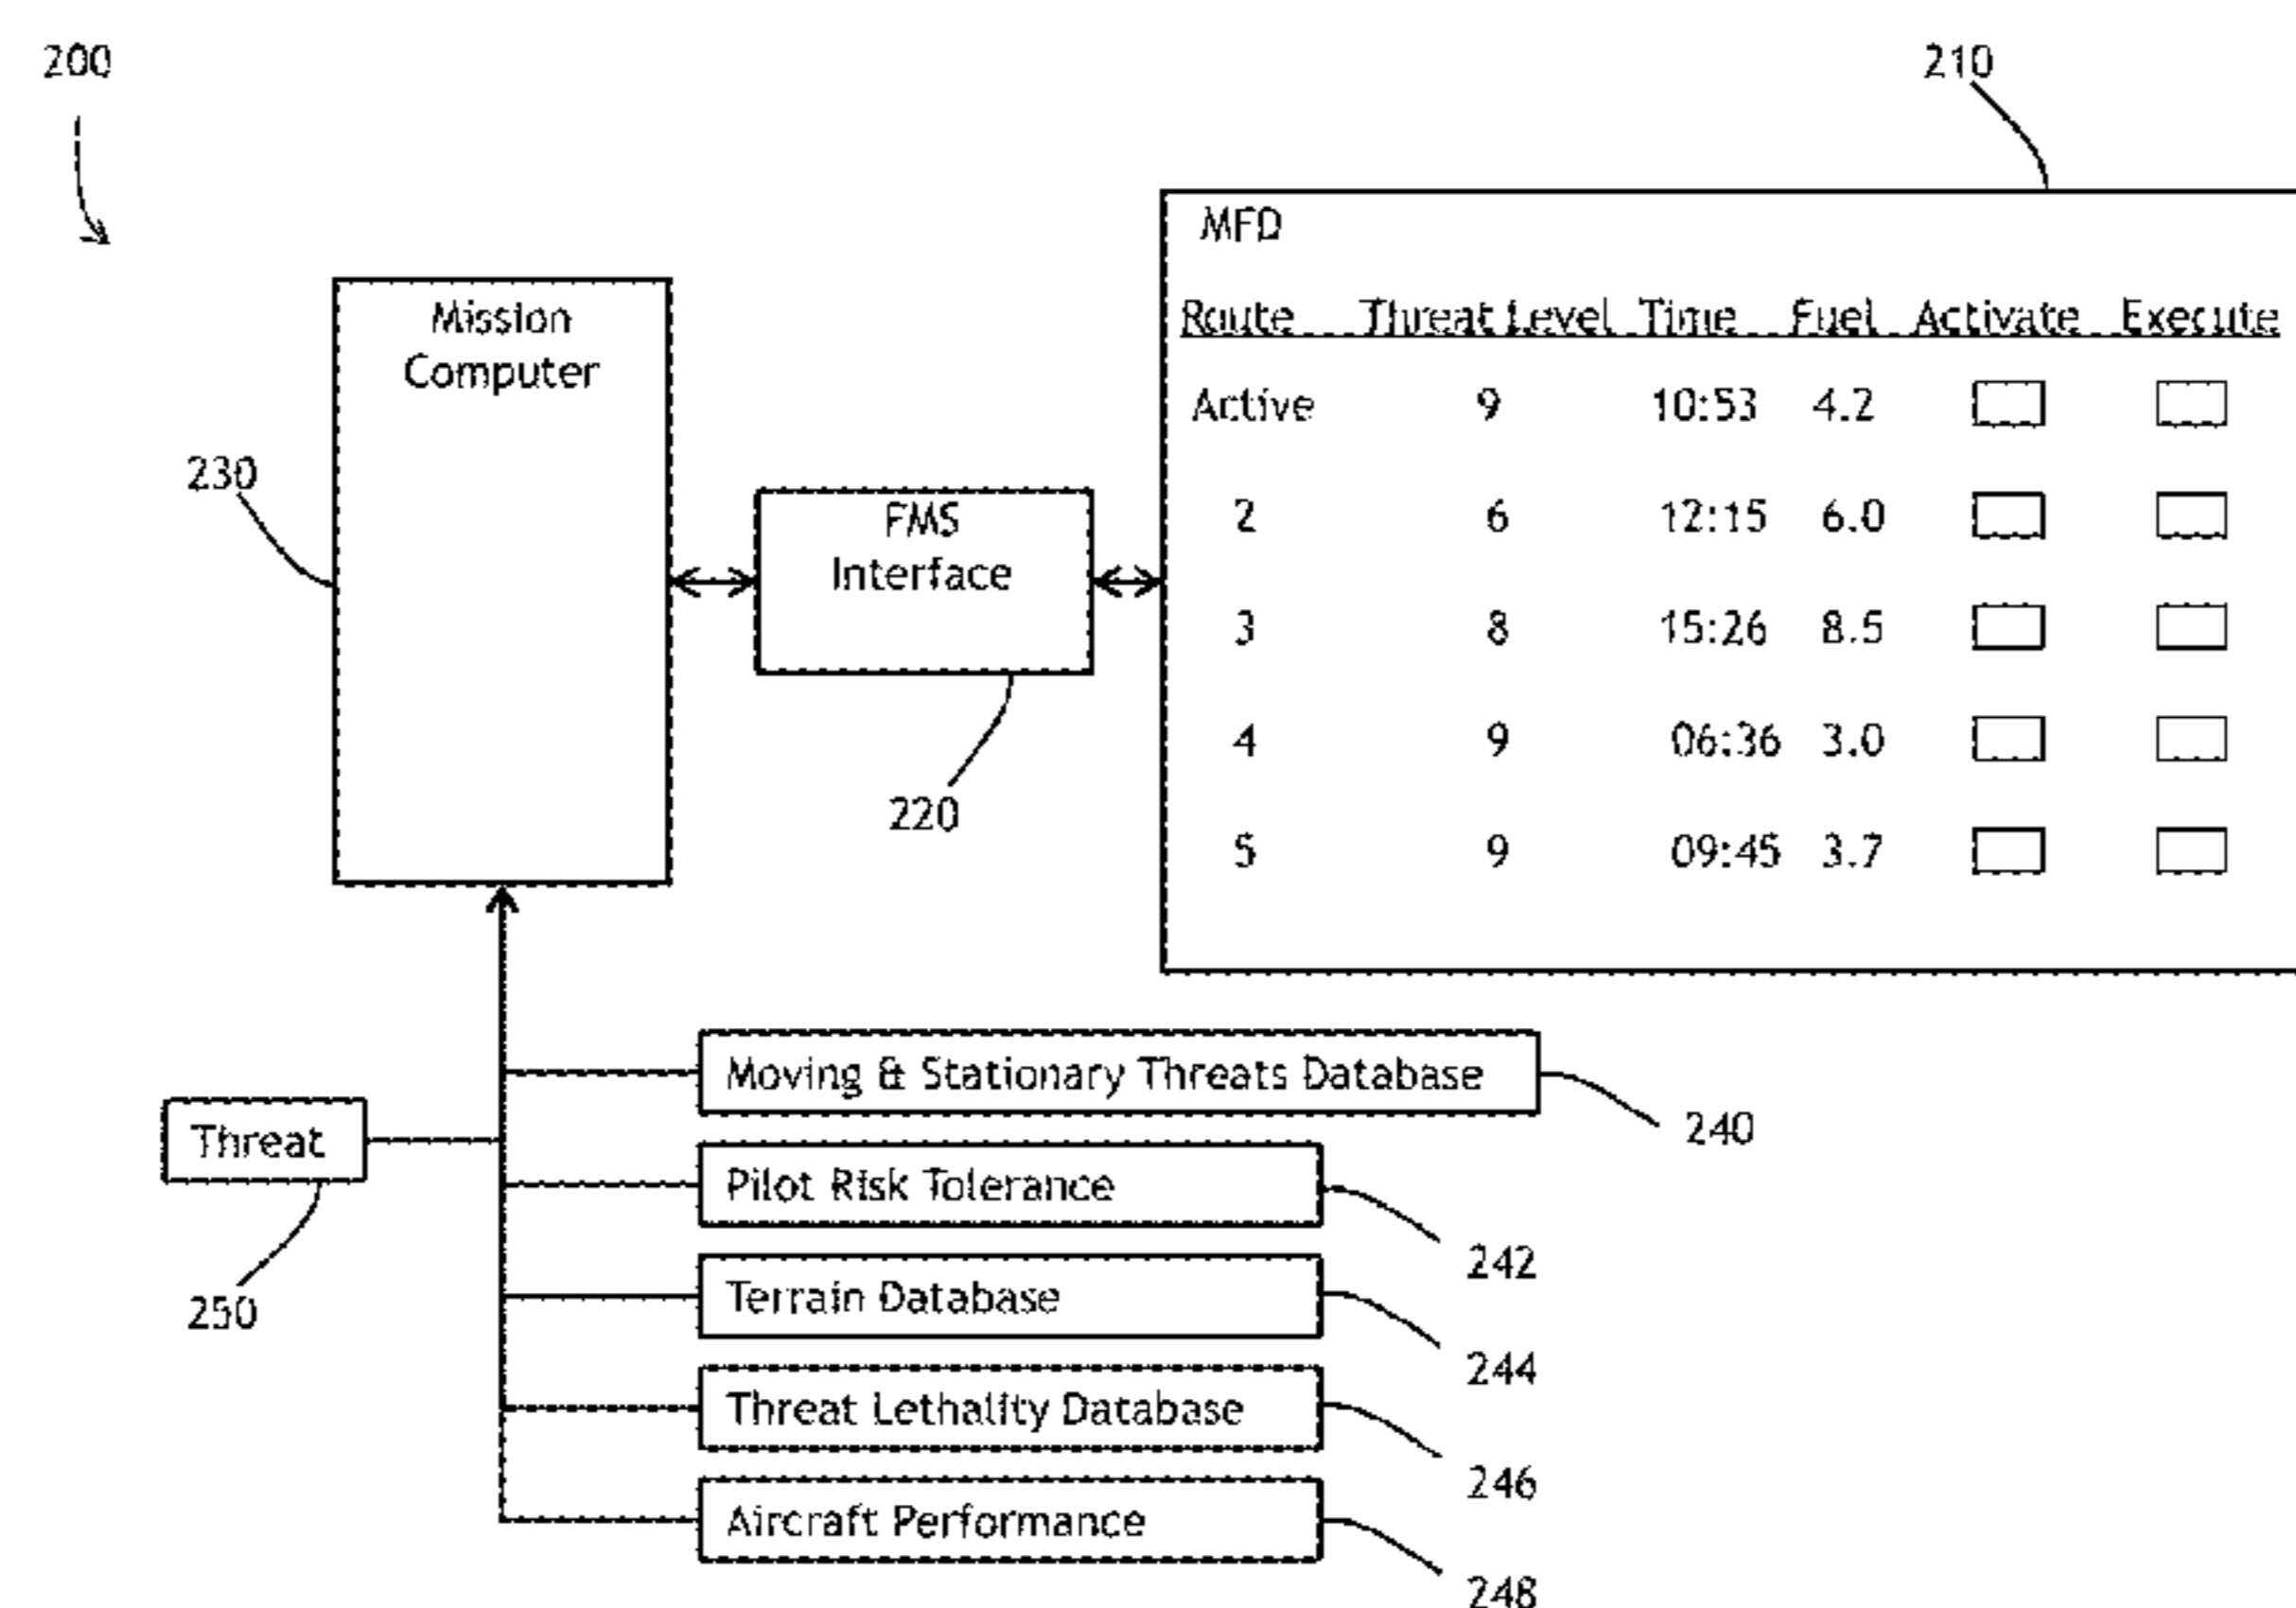 200
210
MFD
Route Threat Level Time Fuel Activate Execute
Active 9 10:53 4.2
2 6 12:15 6.0
3 8 15:26 8.5
4 9 06:36 3.0
5 9 09:45 3.7
Mission
Computer
230
FMS
Interface
220
Moving & Stationary Threats Database
240
Threat
250
Pilot Risk Tolerance
242
Terrain Database
244
Threat Lethality Database
246
Aircraft Performance
248